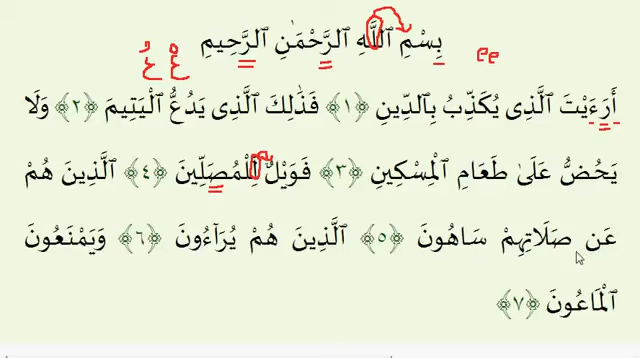 بِسْمِ ٱللَّهِ ٱلرَّحْمَٰنِ ٱلرَّحِيمِ
أَرَءَيْتَ ٱلَّذِى يُكَذِّبُ بِٱلدِّينِ ﴿١﴾ فَذَٰلِكَ ٱلَّذِى يَدُعُّ ٱلْيَتِيمَ ﴿٢﴾ وَلَا
يَحُضُّ عَلَىٰ طَعَامِ ٱلْمِسْكِينِ ﴿٣﴾ فَوَيْلٌ لِّلْمُصَلِّينَ ﴿٤﴾ ٱلَّذِينَ هُمْ
عَن صَلَاتِهِمْ سَاهُونَ ﴿٥﴾ ٱلَّذِينَ هُمْ يُرَآءُونَ ﴿٦﴾ وَيَمْنَعُونَ
ٱلْمَاعُونَ ﴿٧﴾